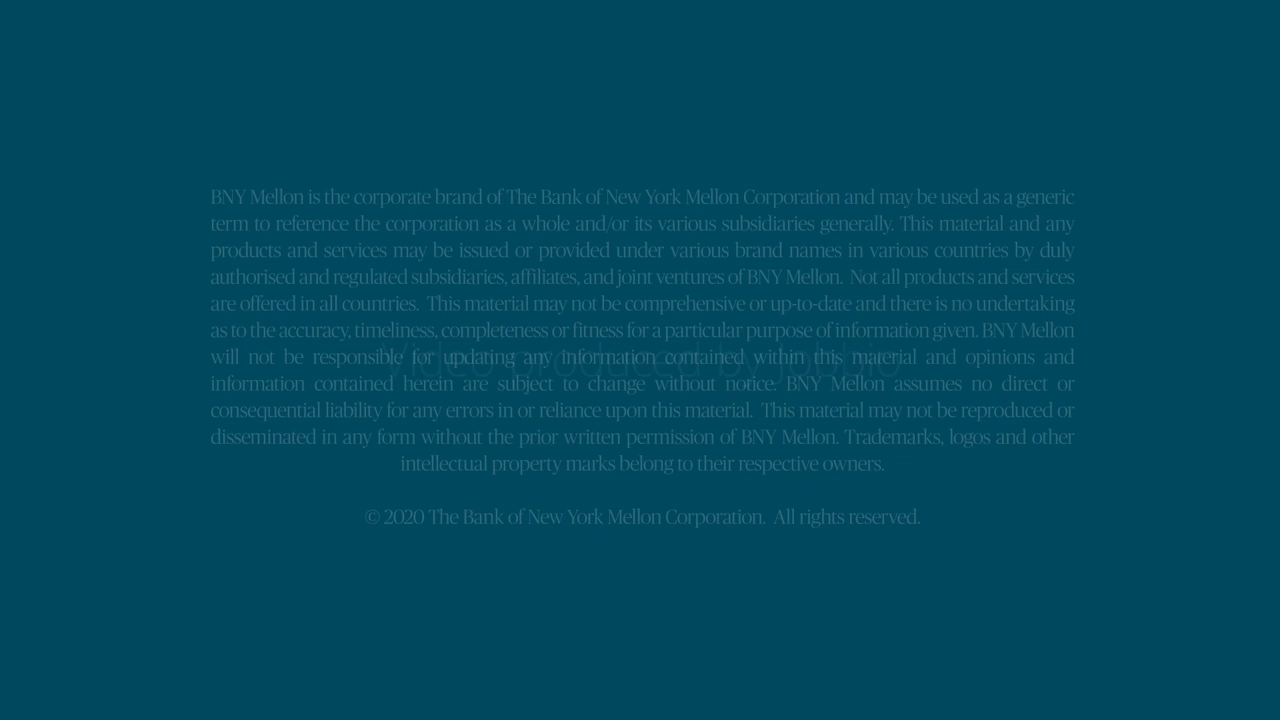 BNY Mellon is the corporate brand of The Bank of New York Mellon Corporation and may be used as a generic
term to reference the corporation as a whole and/or its various subsidiaries generally. This material and any
products and services may be issued or provided under various brand names in various countries by duly
authorised and regulated subsidiaries, affiliates, and joint ventures of BNY Mellon. Not all products and services
are offered in all countries. This material may not be comprehensive or up-to-date and there is no undertaking
as to the accuracy, timeliness, completeness or fitness for a particular purpose of information given. BNY Mellon
will not be responsible for updating any information contained within this material and opinions and
Video produced by Jobbio
information contained herein are subject to change without notice. BNY Mellon assumes no direct or
consequential liability for any errors in or reliance upon this material. This material may not be reproduced or
disseminated in any form without the prior written permission of BNY Mellon. Trademarks, logos and other
intellectual property marks belong to their respective owners.
© 2020 The Bank of New York Mellon Corporation. All rights reserved.